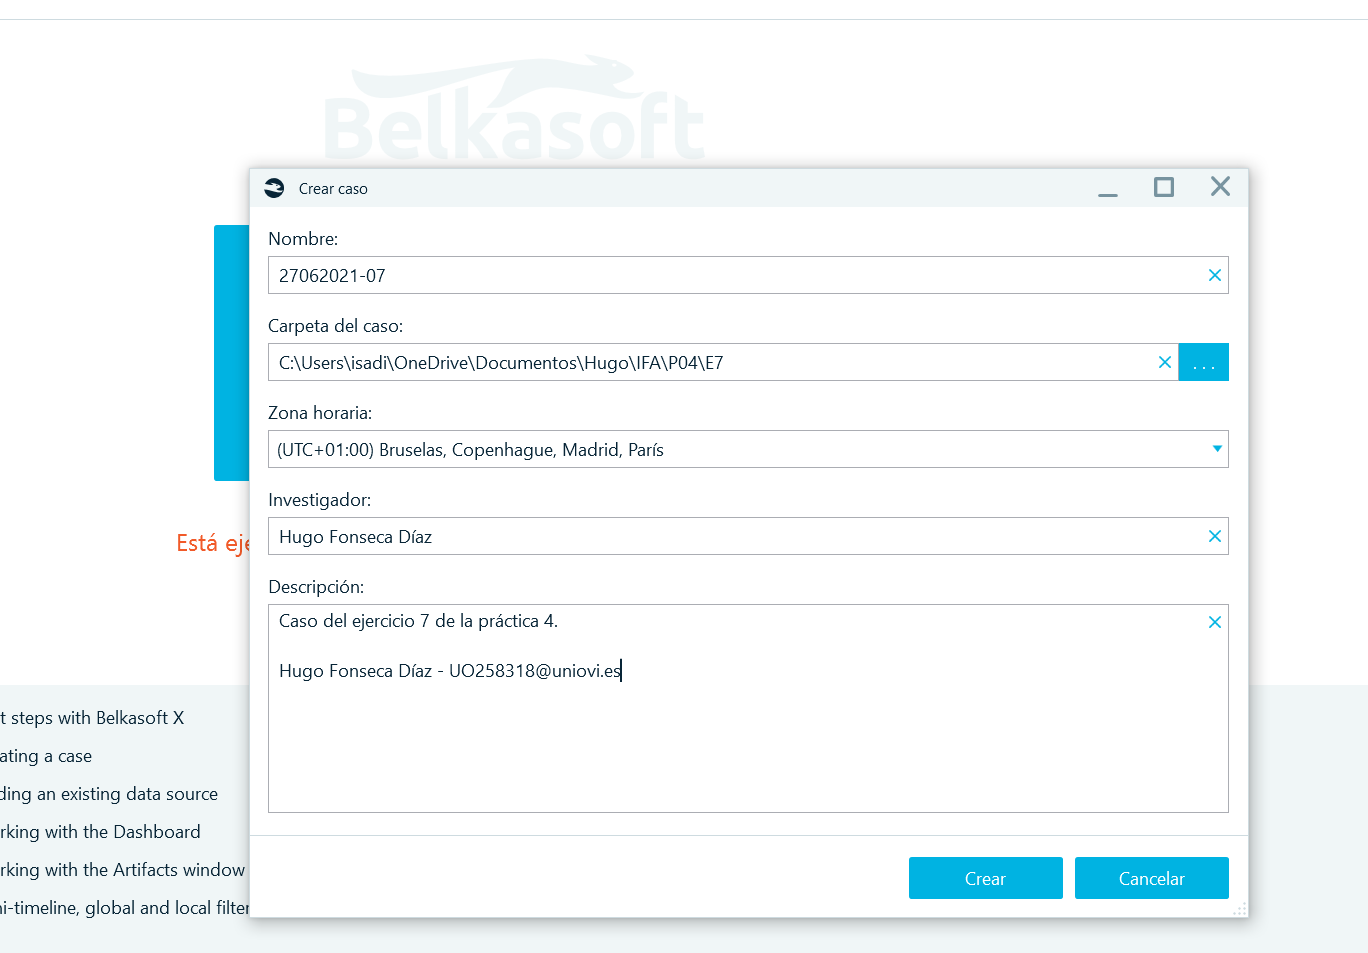 Belkasoft
Crear caso
Nombre:
27062021-07
Carpeta del caso:
C:\Users\isadi\OneDrive\Documentos\Hugo\IFA\P04\E7
...
Zona horaria:
(UTC+01:00) Bruselas, Copenhague, Madrid, París
Investigador:
Hugo Fonseca Díaz
Está eje
Descripción:
Caso del ejercicio 7 de la práctica 4.
Hugo Fonseca Díaz - UO258318@uniovi.es
t steps with Belkasoft X
ating a case
ding an existing data source
rking with the Dashboard
rking with the Artifacts window
i-timeline, global and local filter
Crear
Cancelar